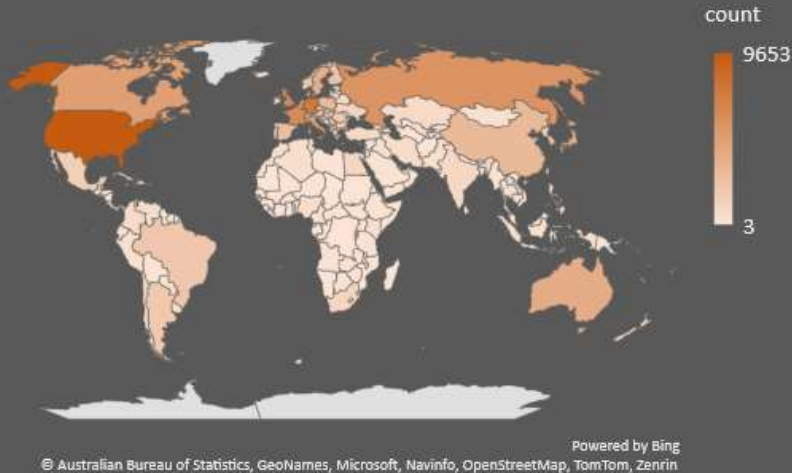 count
9653
3
Powered by Bing
© Australian Bureau of Statistics, GeoNames, Microsoft, Navinfo, OpenStreetMap, TomTom, Zenrin